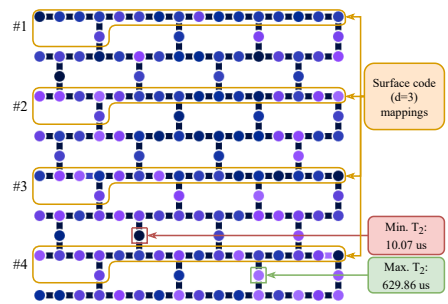 #1
#2
#3
#4
Surface code
(d=3)
mappings
Min. T₂:
10.07 us
Max. T₂:
629.86 us